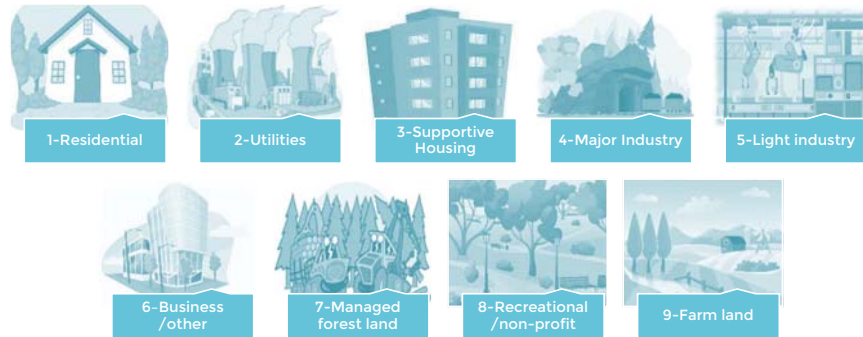 1-Residential
2-Utilities
3-Supportive
Housing
4-Major Industry
5-Light industry
6-Business
/other
7-Managed
forest land
8-Recreational
/non-profit
9-Farm land